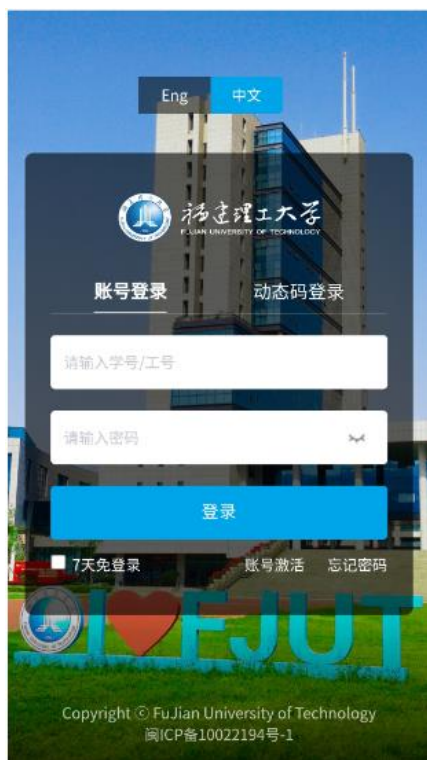 Eng 中文
福建理工大学
FUJIAN UNIVERSITY OF TECHNOLOGY
账号登录 动态码登录
请输入学号/工号
请输入密码
登录
7天免登录 账号激活 忘记密码
I FJUT
Copyright © FuJian University of Technology
闽ICP备10022194号-1